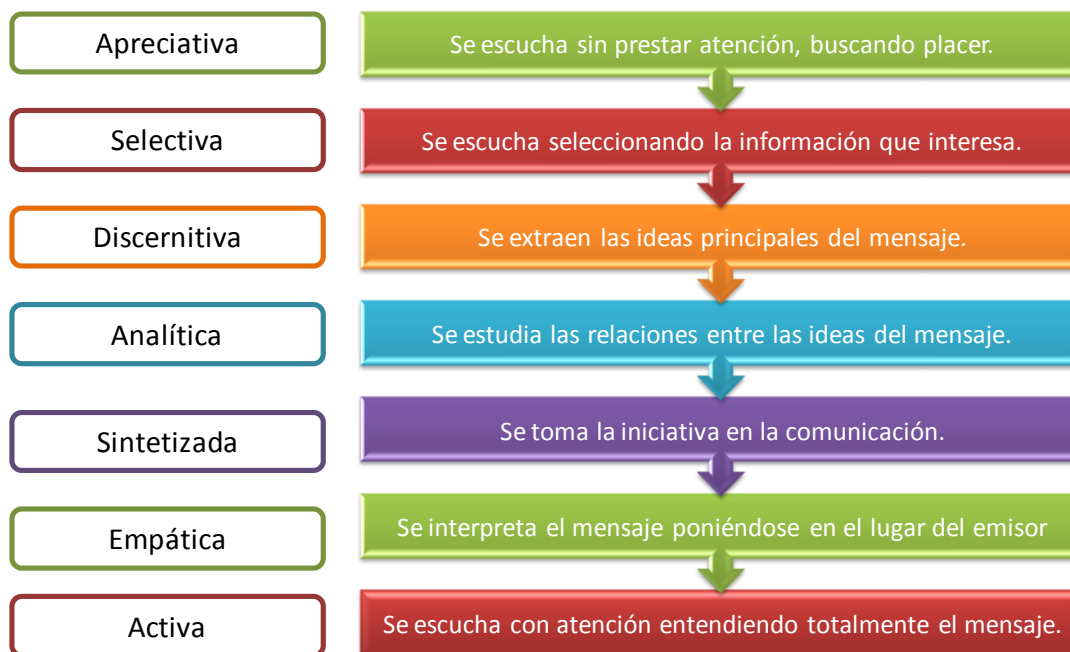 Apreciativa
Se escucha sin prestar atención, buscando placer.
Selectiva
Se escucha seleccionando la información que interesa.
Discernitiva
Se extraen las ideas principales del mensaje.
Analítica
Se estudia las relaciones entre las ideas del mensaje.
Sintetizada
Se toma la iniciativa en la comunicación.
Empática
Se interpreta el mensaje poniéndose en el lugar del emisor
Activa
Se escucha con atención entendiendo totalmente el mensaje.